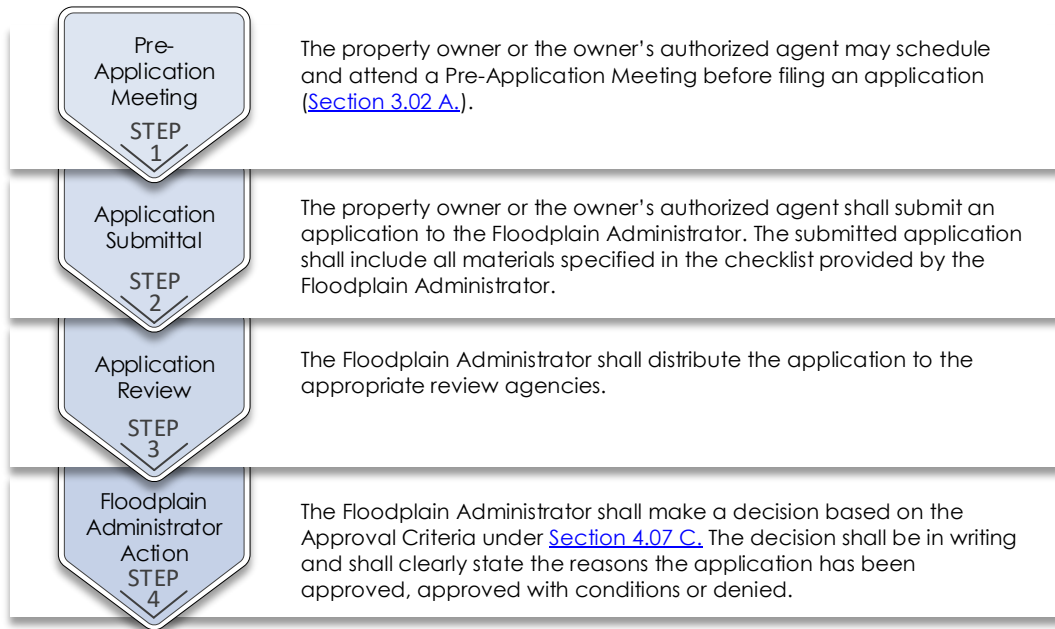 Pre-
Application
Meeting
STEP
1
The property owner or the owner’s authorized agent may schedule
and attend a Pre-Application Meeting before filing an application
(Section 3.02 A.).
Application
Submittal
STEP
2
The property owner or the owner’s authorized agent shall submit an
application to the Floodplain Administrator. The submitted application
shall include all materials specified in the checklist provided by the
Floodplain Administrator.
Application
Review
STEP
3
The Floodplain Administrator shall distribute the application to the
appropriate review agencies.
Floodplain
Administrator
Action
STEP
4
The Floodplain Administrator shall make a decision based on the
Approval Criteria under Section 4.07 C. The decision shall be in writing
and shall clearly state the reasons the application has been
approved, approved with conditions or denied.